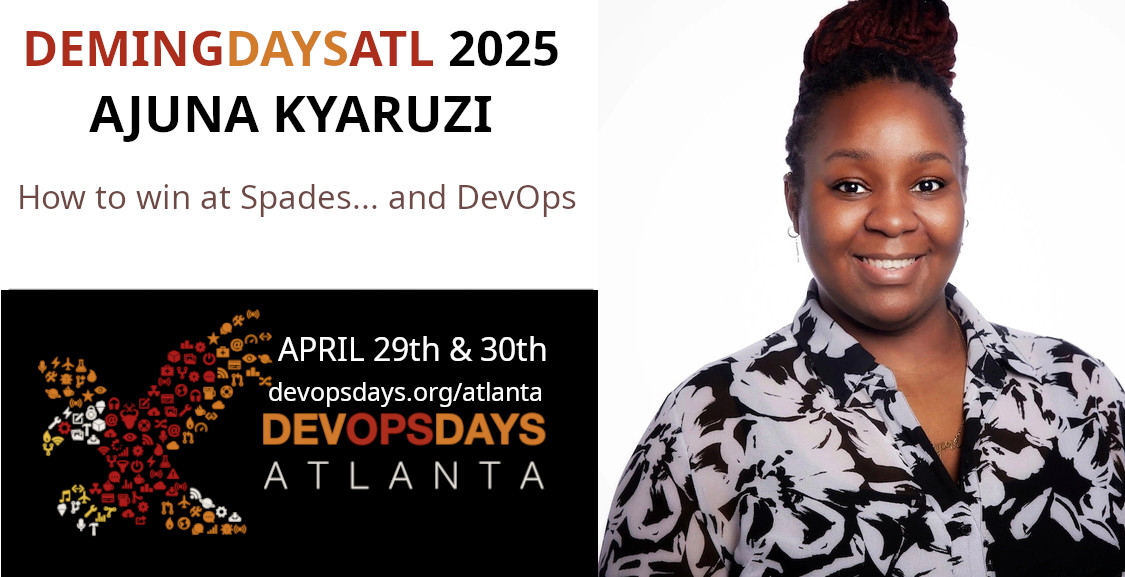 DEMINGDAYSATL 2025
AJUNA KYARUZI
How to win at Spades... and DevOps
APRIL 29th & 30th
devopsdays.org/atlanta
DEVOPSDAYS
ATLANTA